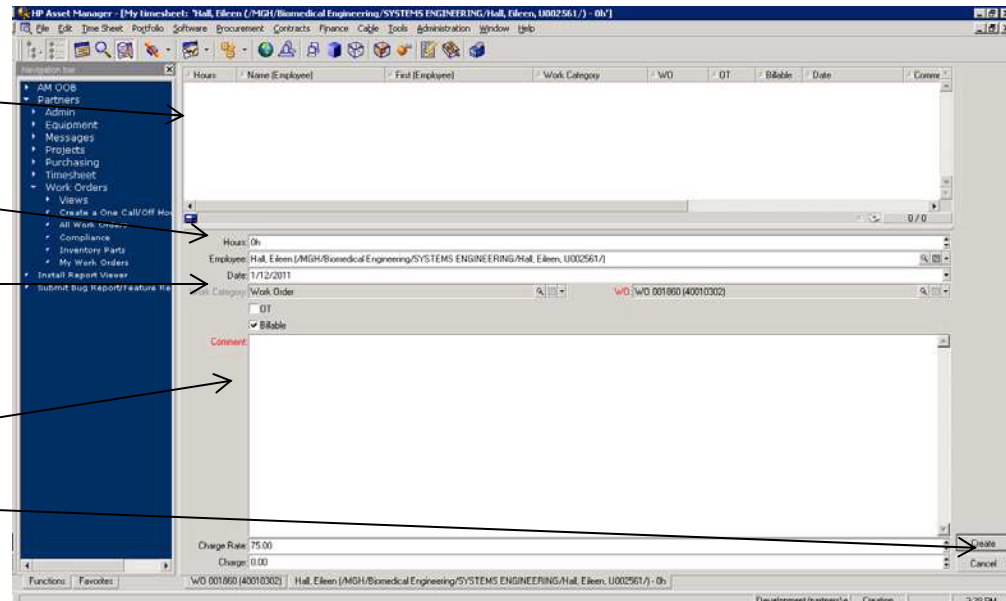 HP Asset Manager - [My timesheet: 'Hall, Eileen (/MGH/Biomedical Engineering/SYSTEMS ENGINEERING/Hall, Eileen, U002561/) - 0h']
File Edit Time Sheet Portfolio Software Procurement Contracts Finance Cable Tools Administration Window Help
Navigation bar
AM OOB
Partners
Admin
Equipment
Messages
Projects
Purchasing
Timesheet
Work Orders
Views
Create a One Call/Off Hou
All Work Orders
Compliance
Inventory Parts
My Work Orders
Install Report Viewer
Submit Bug Report/Feature Re
Functions Favorites
Hours Name (Employee) First (Employee) Work Category WO OT Billable Date Comme
0 / 0
Hours: 0h
Employee: Hall, Eileen (/MGH/Biomedical Engineering/SYSTEMS ENGINEERING/Hall, Eileen, U002561/)
Date: 1/12/2011
Work Category: Work Order WO: WO 001860 (40010302)
OT
Billable
Comment:
Charge Rate: 75.00
Charge: 0.00
Create
Cancel
WO 001860 (40010302) Hall, Eileen (/MGH/Biomedical Engineering/SYSTEMS ENGINEERING/Hall, Eileen, U002561/) - 0h
Creation